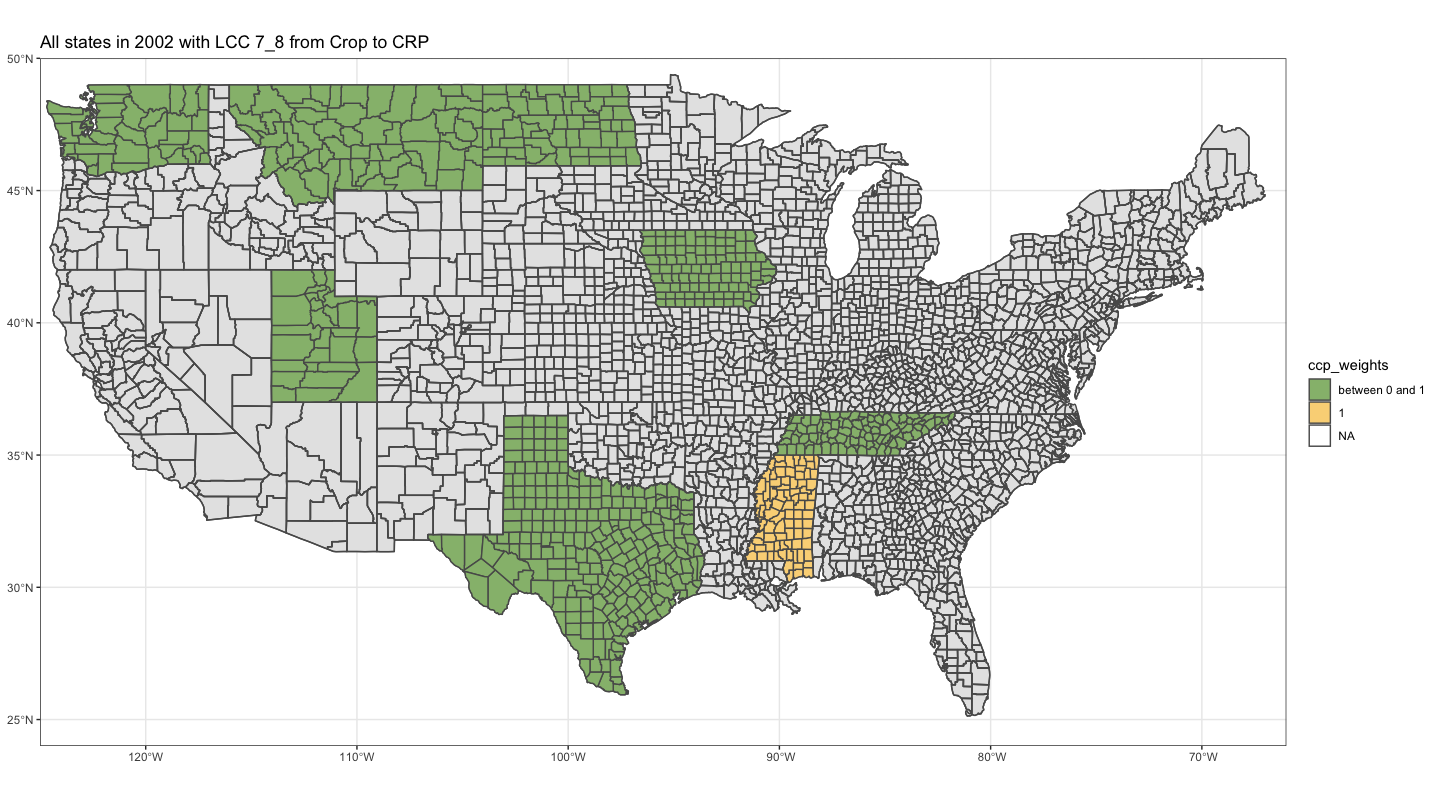 All states in 2002 with LCC 7_8 from Crop to CRP
50°N
45°N
40°N
35°N
30°N
25°N
120°W
110°W
100°W
90°W
80°W
70°W
ccp_weights
between 0 and 1
1
NA